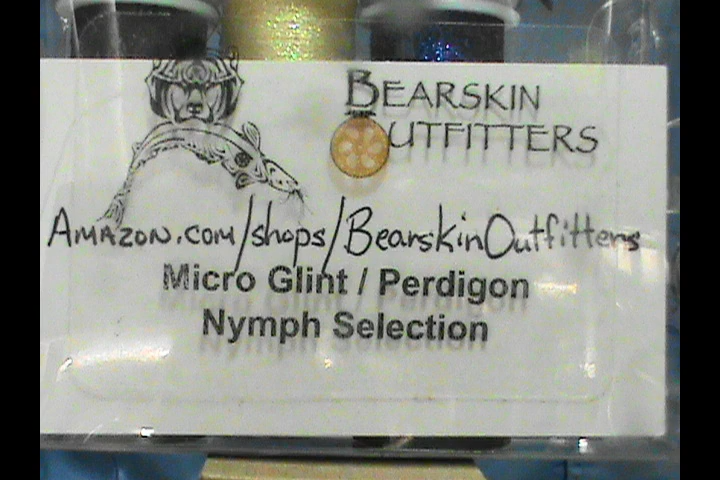 BEARSKIN
OUTFITTERS
Amazon.com/shops/BearskinOutfitters
Micro Glint / Perdigon
Nymph Selection